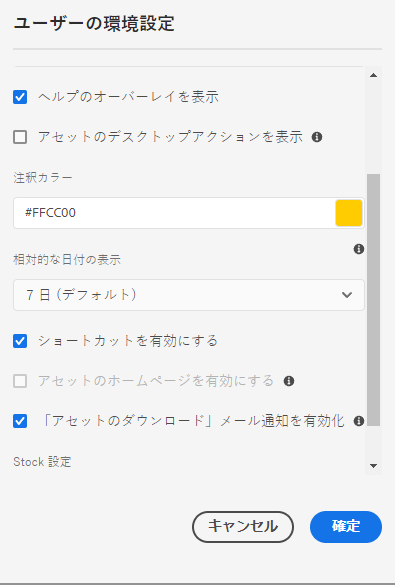 ユーザーの環境設定
ヘルプのオーバーレイを表示
アセットのデスクトップアクションを表示
注釈カラー
#FFCC00
相対的な日付の表示
7 日 (デフォルト)
ショートカットを有効にする
アセットのホームページを有効にする
「アセットのダウンロード」メール通知を有効化
Stock 設定
キャンセル
確定